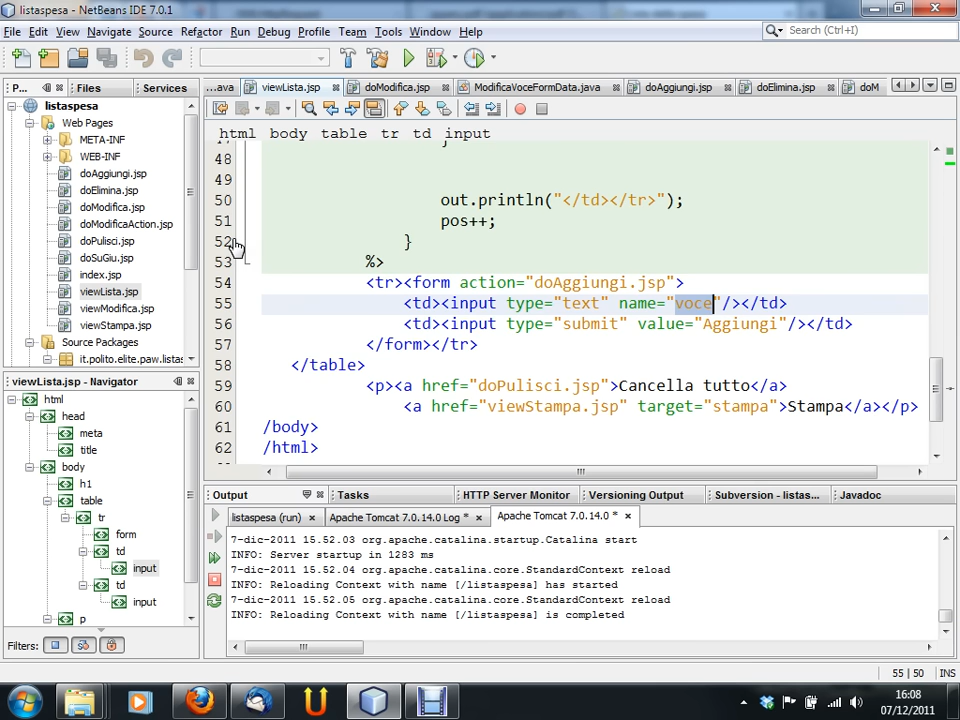 listaspesa - NetBeans IDE 7.0.1
File Edit View Navigate Source Refactor Run Debug Profile Team Tools Window Help
Search (Ctrl+I)
P... Files Services
...ava viewLista.jsp doModifica.jsp ModificaVoceFormData.java doAggiungi.jsp doElimina.jsp doM
listaspesa
Web Pages
META-INF
WEB-INF
doAggiungi.jsp
doElimina.jsp
doModifica.jsp
doModificaAction.jsp
doPulisci.jsp
doSuGiu.jsp
index.jsp
viewLista.jsp
viewModifica.jsp
viewStampa.jsp
Source Packages
it.polito.elite.paw.listas
html body table tr td input
48
49
50 out.println("</td></tr>");
51 pos++;
52 }
53 %>
54 <tr><form action="doAggiungi.jsp">
55 <td><input type="text" name="voce"/></td>
56 <td><input type="submit" value="Aggiungi"/></td>
57 </form></tr>
58 </table>
59 <p><a href="doPulisci.jsp">Cancella tutto</a>
60 <a href="viewStampa.jsp" target="stampa">Stampa</a></p>
61 /body>
62 /html>
viewLista.jsp - Navigator
html
head
meta
title
body
h1
table
tr
form
td
input
td
input
p
Filters:
Output Tasks HTTP Server Monitor Versioning Output Subversion - listas... Javadoc
listaspesa (run) Apache Tomcat 7.0.14.0 Log * Apache Tomcat 7.0.14.0 *
7-dic-2011 15.52.03 org.apache.catalina.startup.Catalina start
INFO: Server startup in 1283 ms
7-dic-2011 15.52.04 org.apache.catalina.core.StandardContext reload
INFO: Reloading Context with name [/listaspesa] has started
7-dic-2011 15.52.05 org.apache.catalina.core.StandardContext reload
INFO: Reloading Context with name [/listaspesa] is completed
55 | 50 INS
16:08
07/12/2011